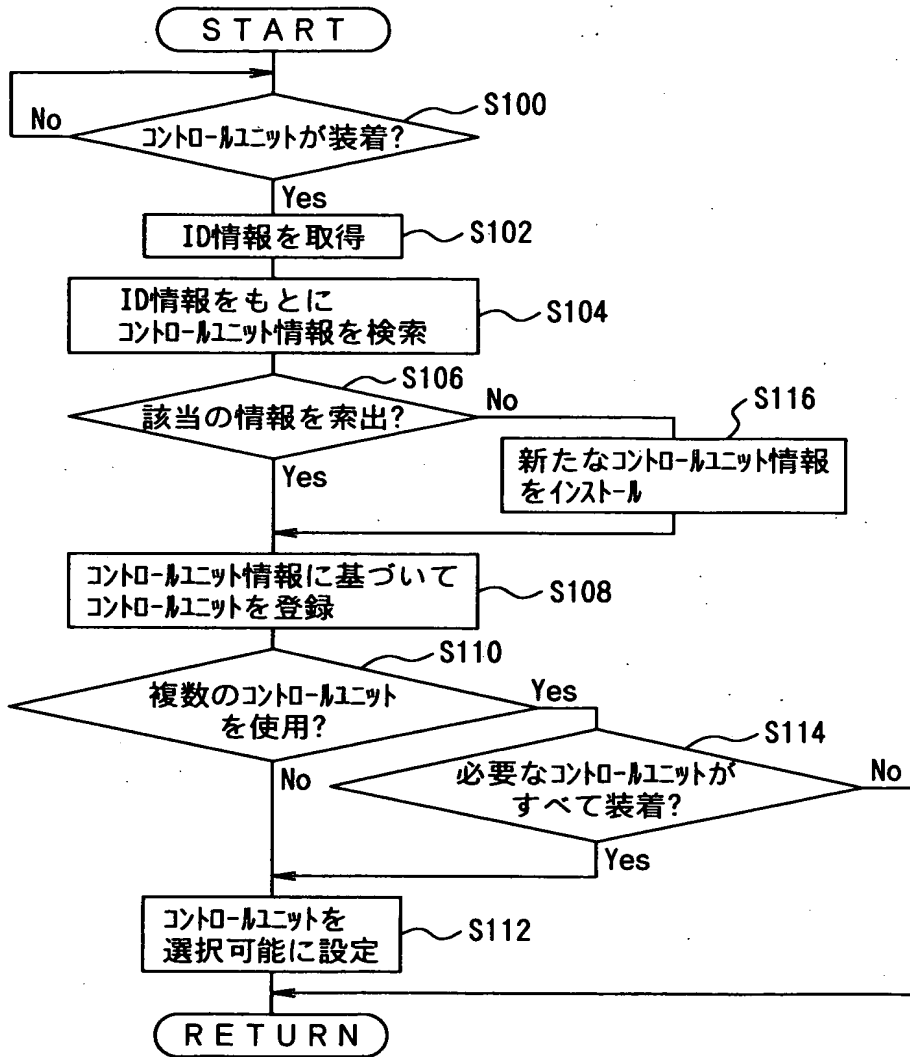 START
No
コントロールユニットが装着?
S100
Yes
ID情報を取得
S102
ID情報をもとに
コントロールユニット情報を検索
S104
S106
該当の情報を索出?
No
S116
新たなコントロールユニット情報
をインストール
Yes
コントロールユニット情報に基づいて
コントロールユニットを登録
S108
S110
複数のコントロールユニット
を使用?
Yes
S114
必要なコントロールユニットが
すべて装着?
No
No
Yes
コントロールユニットを
選択可能に設定
S112
RETURN